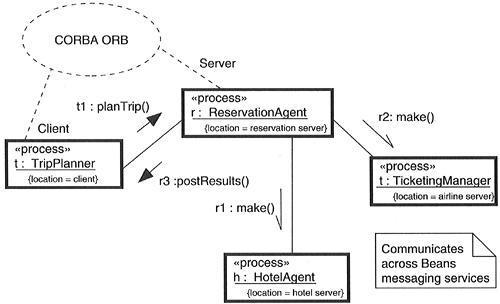 CORBA ORB
Server
t1 : planTrip()
«process»
r : ReservationAgent
{location = reservation server}
r2: make()
Client
«process»
t : TripPlanner
{location = client}
r3 :postResults()
«process»
t : TicketingManager
{location = airline server}
r1 : make()
«process»
h : HotelAgent
{location = hotel server}
Communicates
across Beans
messaging services